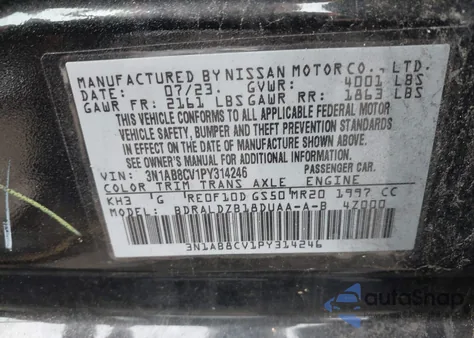 MANUFACTURED BY NISSAN MOTOR CO., LTD.
DATE: 07/23. GVWR: 4001 LBS
GAWR FR: 2161 LBS GAWR RR: 1863 LBS
THIS VEHICLE CONFORMS TO ALL APPLICABLE FEDERAL MOTOR
VEHICLE SAFETY, BUMPER AND THEFT PREVENTION STANDARDS
IN EFFECT ON THE DATE OF MANUFACTURE SHOWN ABOVE.
SEE OWNER'S MANUAL FOR ADDITIONAL INFORMATION.
VIN: 3N1AB8CV1PY314246 PASSENGER CAR.
COLOR TRIM TRANS AXLE ENGINE
KH3 G RE0F10D GS50 MR20 1997 CC
MODEL: BDRALDZB18DUAA-A-B 4Z000
3N1AB8CV1PY314246
autoSnap